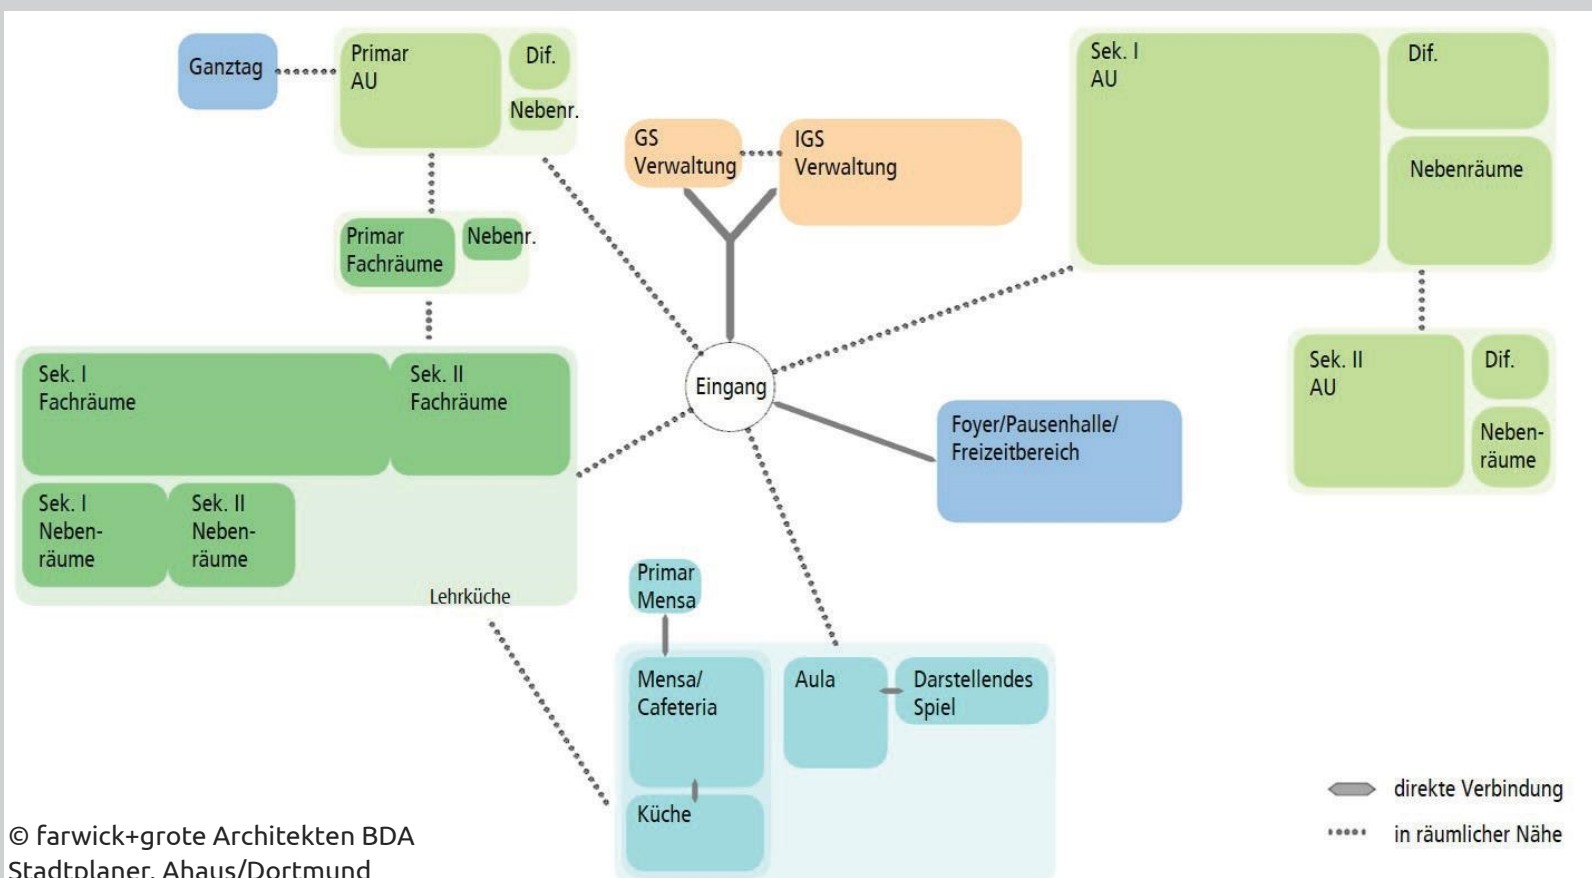 Ganztag
Primar
AU
Dif.
Nebenr.
Primar
Fachräume
Nebenr.
GS
Verwaltung
IGS
Verwaltung
Sek. I
AU
Dif.
Nebenräume
Sek. II
AU
Dif.
Neben-
räume
Eingang
Foyer/Pausenhalle/
Freizeitbereich
Sek. I
Fachräume
Sek. II
Fachräume
Sek. I
Neben-
räume
Sek. II
Neben-
räume
Lehrküche
Primar
Mensa
Mensa/
Cafeteria
Küche
Aula
Darstellendes
Spiel
direkte Verbindung
in räumlicher Nähe
© farwick+grote Architekten BDA
Stadtplaner, Ahaus/Dortmund